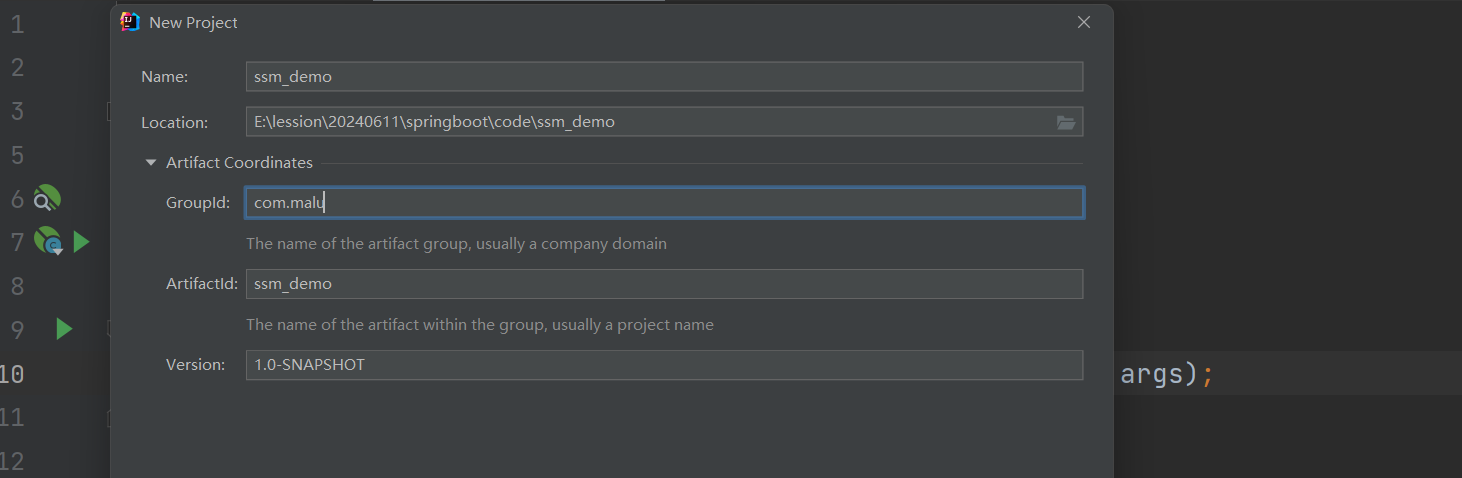 1
New Project
2
Name: ssm_demo
3
Location: E:\lession\20240611\springboot\code\ssm_demo
5
Artifact Coordinates
6
GroupId: com.malu
7
The name of the artifact group, usually a company domain
8
ArtifactId: ssm_demo
9
The name of the artifact within the group, usually a project name
Version: 1.0-SNAPSHOT
10
args);
11
12